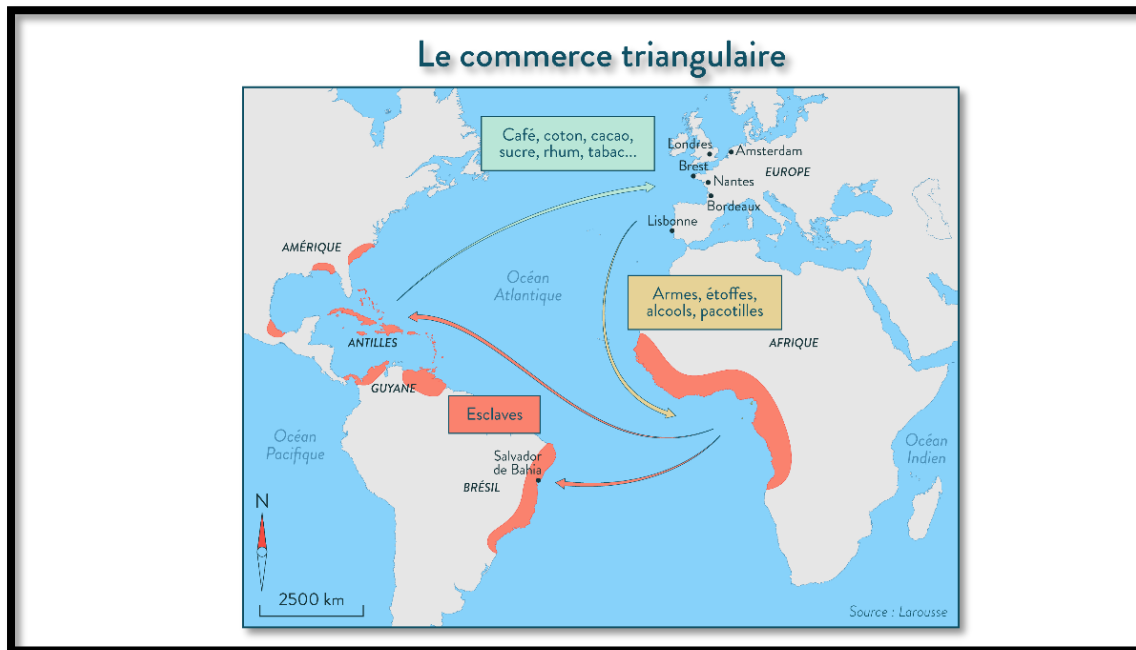 Le commerce triangulaire
Café, coton, cacao,
sucre, rhum, tabac...
Londres
Amsterdam
Brest
EUROPE
Nantes
Bordeaux
Lisbonne
AMÉRIQUE
Océan
Atlantique
Armes, étoffes,
alcools, pacotilles
ANTILLES
AFRIQUE
GUYANE
Esclaves
Océan
Pacifique
Océan
Indien
Salvador
de Bahía
BRÉSIL
N
2500 km
Source : Larousse